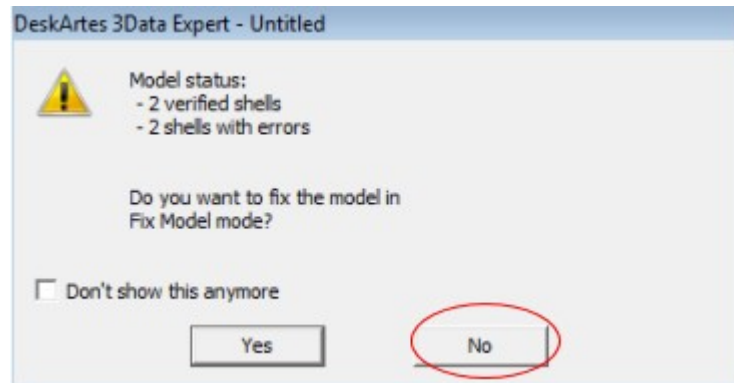 DeskArtes 3Data Expert - Untitled
Model status:
- 2 verified shells
- 2 shells with errors
Do you want to fix the model in
Fix Model mode?
Don't show this anymore
Yes
No